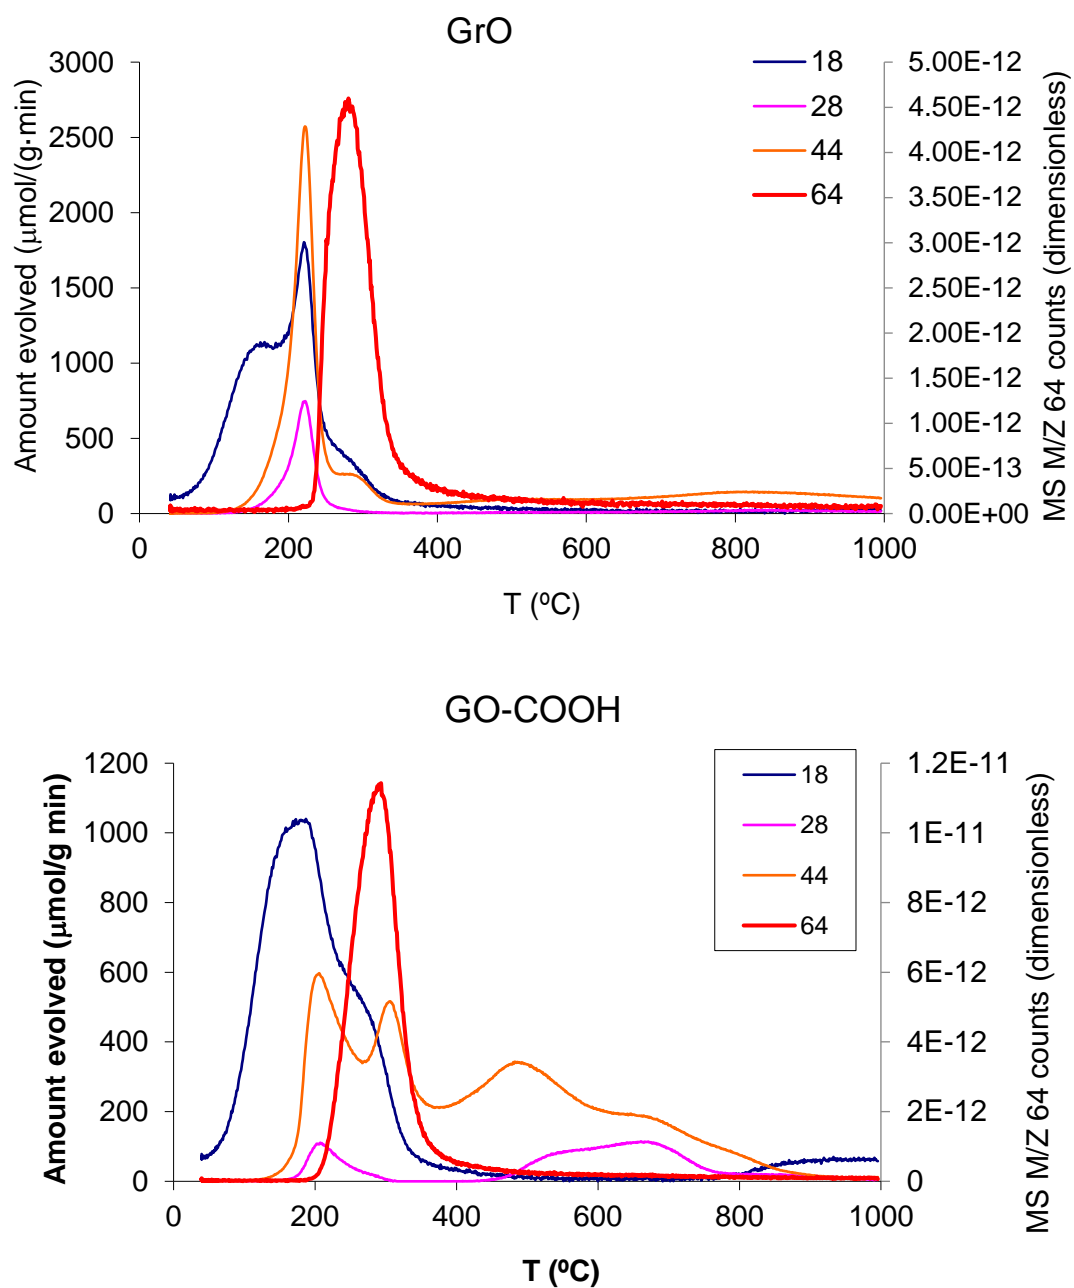 GrO
Amount evolved (μmol/(g·min)
3000
2500
2000
1500
1000
500
0
18
28
44
64
5.00E-12
4.50E-12
4.00E-12
3.50E-12
3.00E-12
2.50E-12
2.00E-12
1.50E-12
1.00E-12
5.00E-13
0.00E+00
MS M/Z 64 counts (dimensionless)
0 200 400 600 800 1000
T (ºC)
GO-COOH
Amount evolved (μmol/g min)
1200
1000
800
600
400
200
0
18
28
44
64
1.2E-11
1E-11
8E-12
6E-12
4E-12
2E-12
0
MS M/Z 64 counts (dimensionless)
0 200 400 600 800 1000
T (ºC)